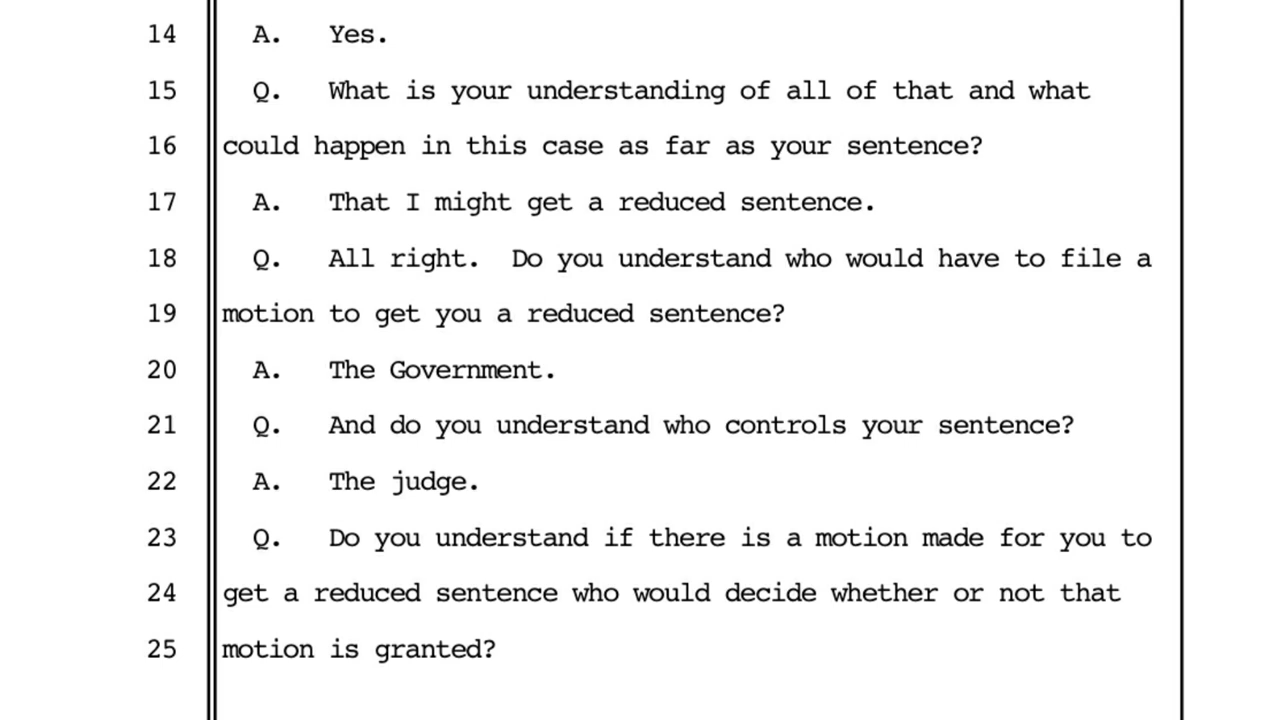 14 A. Yes.
15 Q. What is your understanding of all of that and what
16 could happen in this case as far as your sentence?
17 A. That I might get a reduced sentence.
18 Q. All right. Do you understand who would have to file a
19 motion to get you a reduced sentence?
20 A. The Government.
21 Q. And do you understand who controls your sentence?
22 A. The judge.
23 Q. Do you understand if there is a motion made for you to
24 get a reduced sentence who would decide whether or not that
25 motion is granted?